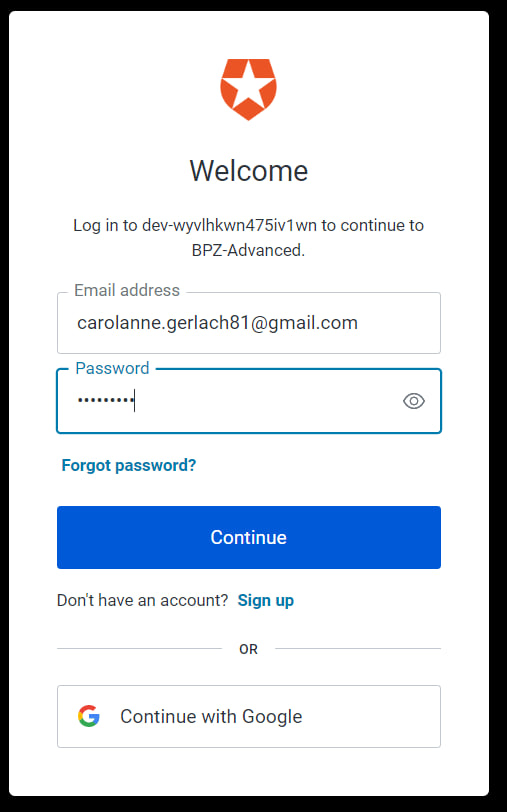 Welcome
Log in to dev-wyvlhkwn475iv1wn to continue to
BPZ-Advanced.
Email address
carolanne.gerlach81@gmail.com
Password
•••••••••
Forgot password?
Continue
Don't have an account? Sign up
OR
Continue with Google